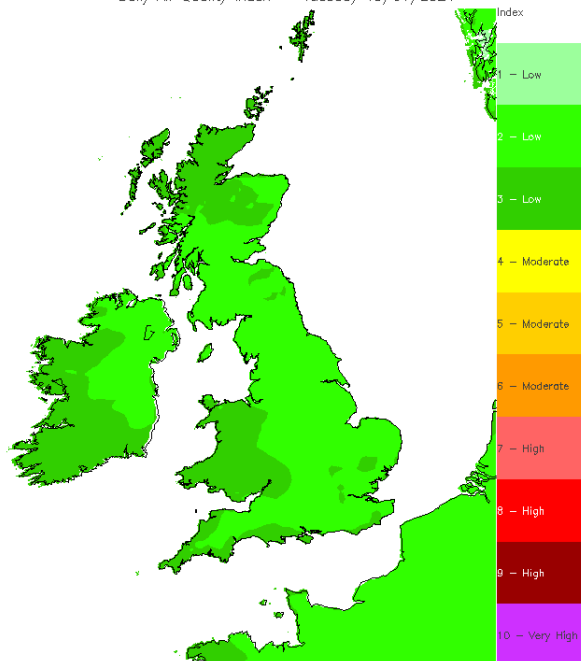 Index
1 - Low
2 - Low
3 - Low
4 - Moderate
5 - Moderate
6 - Moderate
7 - High
8 - High
9 - High
10 - Very High